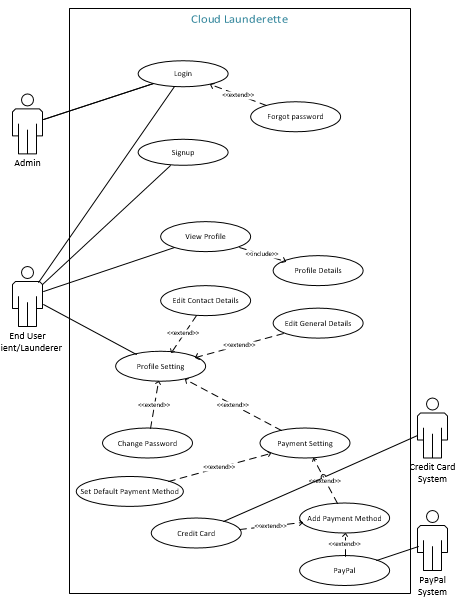 Cloud Launderette
Login
<<extend>>
Forgot password
Admin
Signup
View Profile
<<include>>
Profile Details
End User
ient/Launderer
Edit Contact Details
<<extend>>
Edit General Details
<<extend>>
Profile Setting
<<extend>>
<<extend>>
Change Password
Payment Setting
Credit Card
System
<<extend>>
<<extend>>
Set Default Payment Method
Add Payment Method
<<extend>>
Credit Card
<<extend>>
PayPal
PayPal
System